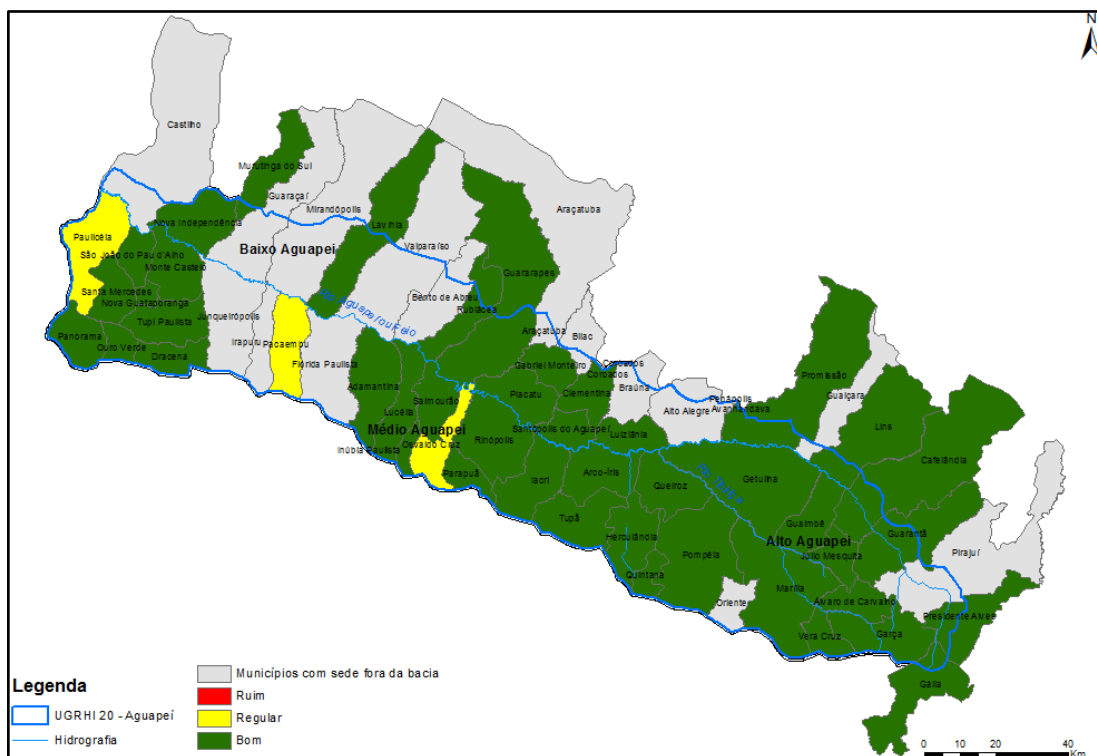 N
Castilho
Murutinga do Sul
Guaraçaí
Mirandópolis
Araçatuba
Nova Independência
Lavínia
Paulicéia
Baixo Aguapeí
Valparaíso
São João do Pau d'Alho
Monte Castelo
Guararapes
Santa Mercedes
Nova Guataporanga
Bento de Abreu
Rubiácea
Junqueirópolis
Tupi Paulista
Panorama
Irapuru
Pacaembu
Araçatuba
Bilac
Ouro Verde
Dracena
Flórida Paulista
Gabriel Monteiro
Coroados
Coroados
Braúna
Promissão
Guaiçara
Adamantina
Salmourão
Piacatu
Clementina
Alto Alegre
Penápolis
Avanhandava
Lucélia
Médio Aguapeí
Santópolis do Aguapeí
Luiziânia
Lins
Inúbia Paulista
Osvaldo Cruz
Rinópolis
Cafelândia
Parapuã
Iacri
Arco-Íris
Queiroz
Getulina
Tupã
Guaimbê
Herculândia
Alto Aguapeí
Guarantã
Pompéia
Júlio Mesquita
Pirajuí
Quintana
Marília
Oriente
Álvaro de Carvalho
Presidente Alves
Vera Cruz
Garça
Gália
Legenda
UGRHI 20 - Aguapeí
Hidrografia
Municípios com sede fora da bacia
Ruim
Regular
Bom
0 10 20 40
Km